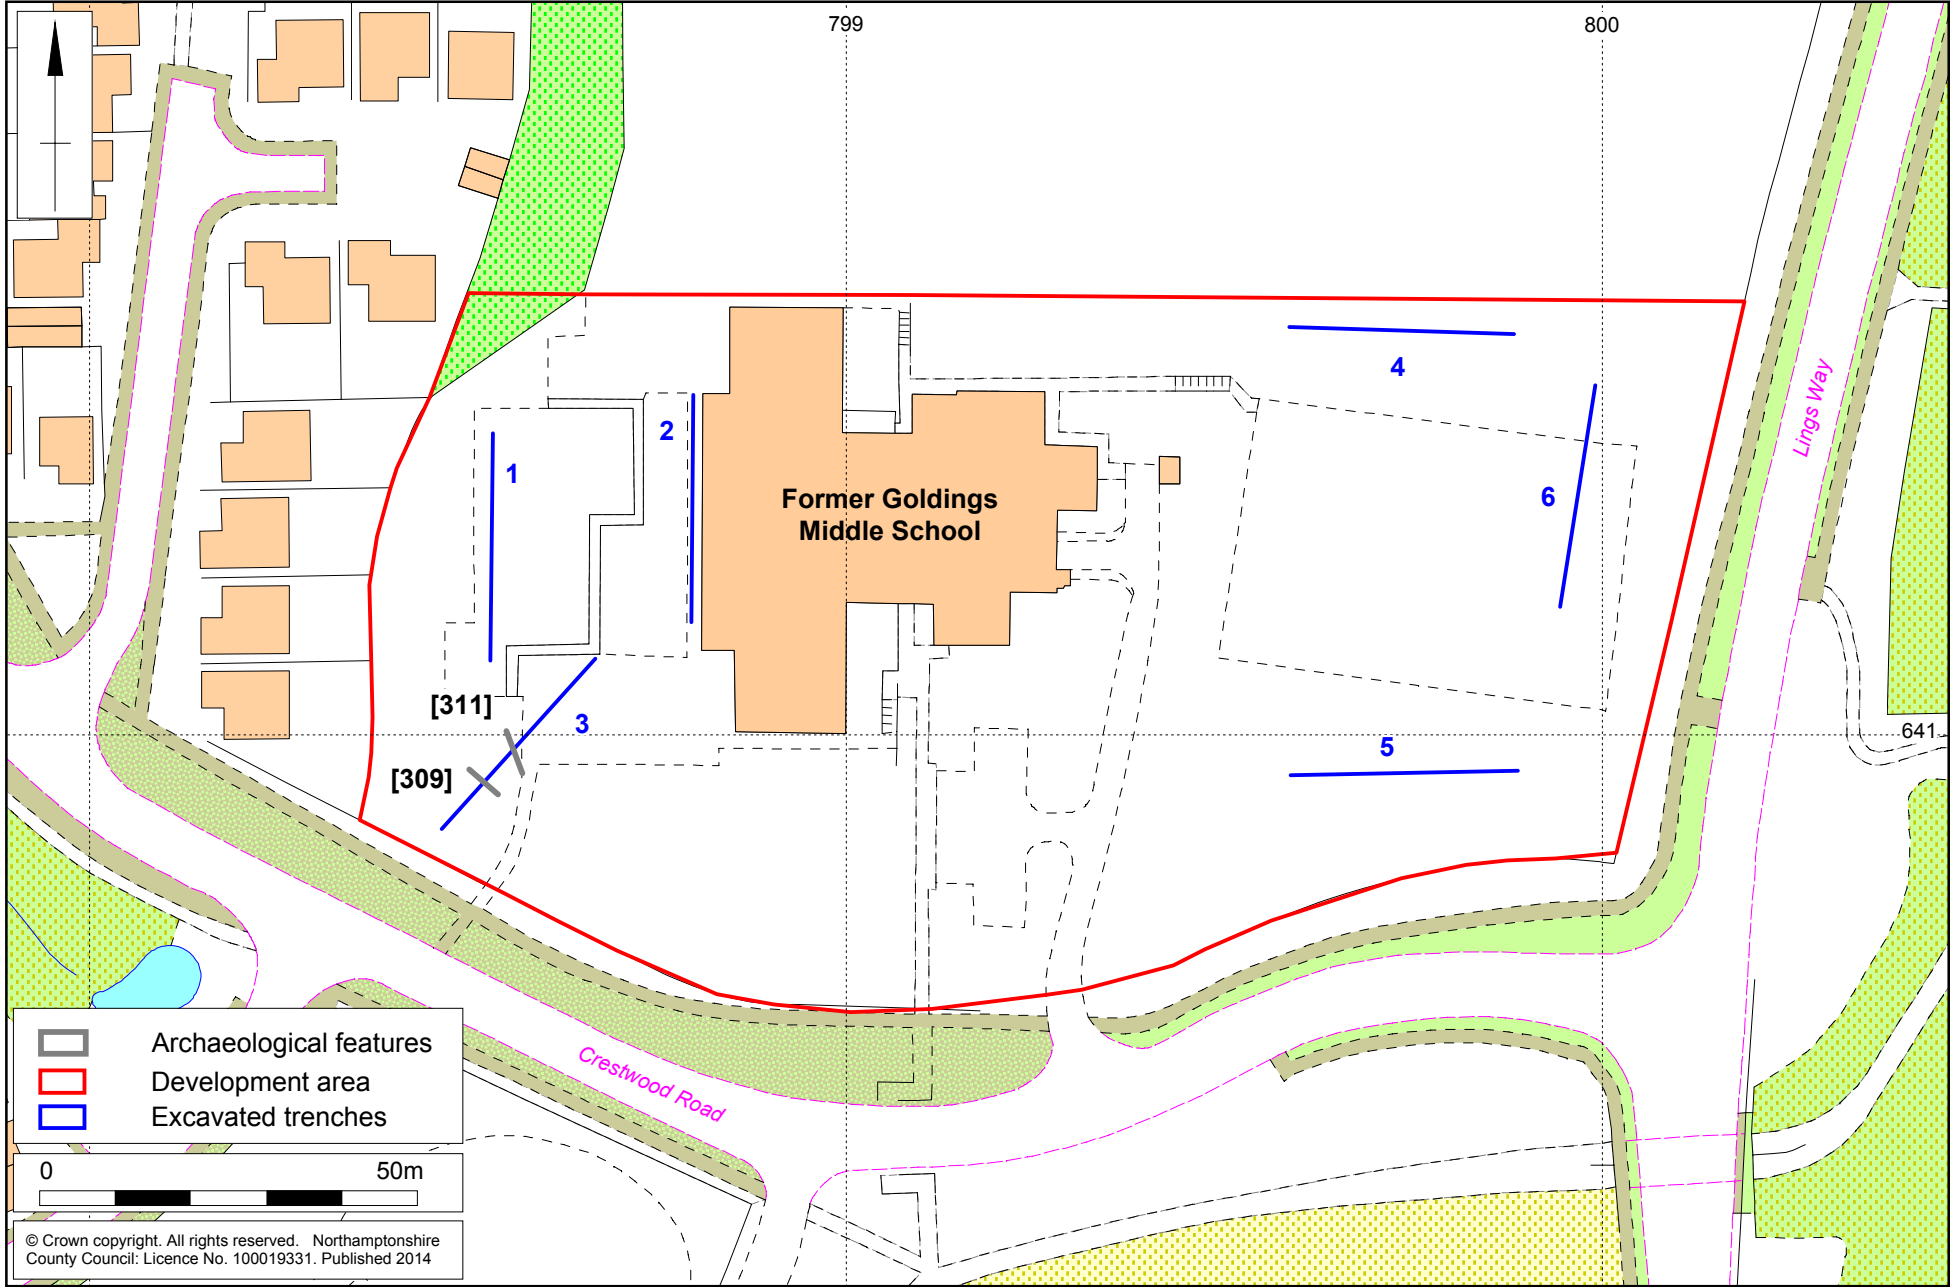 799
800
4
Lings Way
2
1
Former Goldings
Middle School
6
[311]
3
641
5
[309]
Archaeological features
Development area
Excavated trenches
Crestwood Road
0 50m
© Crown copyright. All rights reserved. Northamptonshire
County Council: Licence No. 100019331. Published 2014